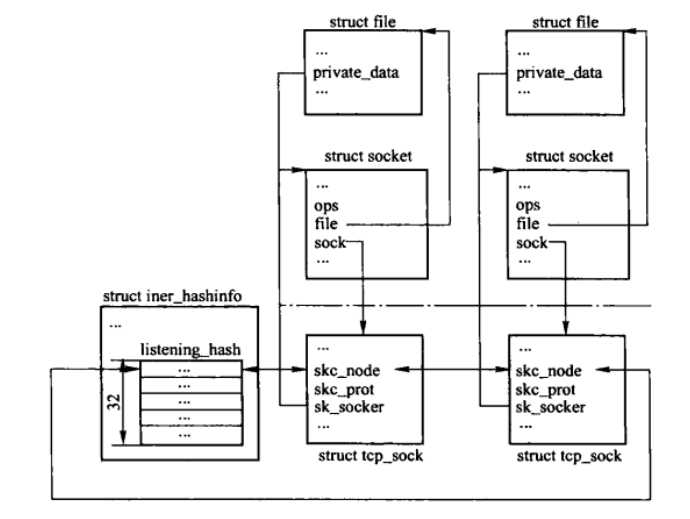 struct file
...
private_data
...
struct file
...
private_data
...
struct socket
...
ops
file
sock
...
struct socket
...
ops
file
sock
...
struct iner_hashinfo
...
listening_hash
...
...
...
...
...
32
...
skc_node
skc_prot
sk_socker
...
struct tcp_sock
...
skc_node
skc_prot
sk_socker
...
struct tcp_sock